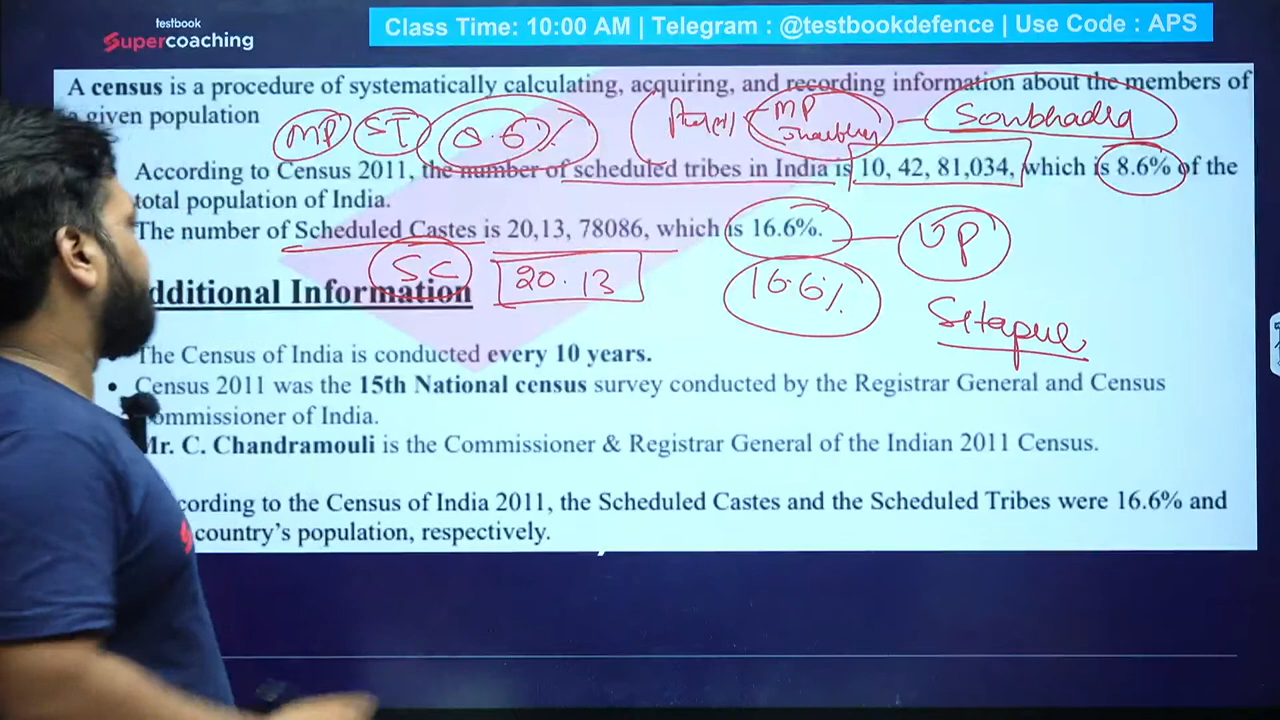 testbook
Supercoaching
Class Time: 10:00 AM | Telegram : @testbookdefence | Use Code : APS
A census is a procedure of systematically calculating, acquiring, and recording information about the members of
given population
MP ST 8.6% MP Jharkhand Sonbhadra
According to Census 2011, the number of scheduled tribes in India is 10, 42, 81,034, which is 8.6% of the
total population of India.
The number of Scheduled Castes is 20,13, 78086, which is 16.6%. UP
SC 20.13 16.6%
dditional Information
Sitapur
The Census of India is conducted every 10 years.
• Census 2011 was the 15th National census survey conducted by the Registrar General and Census
ommissioner of India.
Mr. C. Chandramouli is the Commissioner & Registrar General of the Indian 2011 Census.
cording to the Census of India 2011, the Scheduled Castes and the Scheduled Tribes were 16.6% and
country's population, respectively.